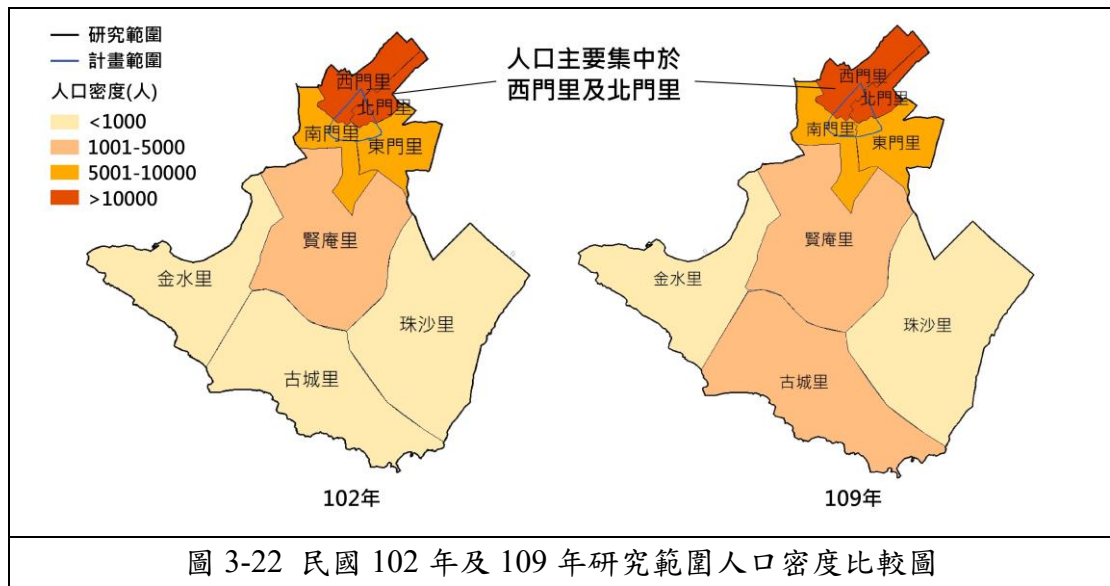 研究範圍
計畫範圍
人口密度(人)
<1000
1001-5000
5001-10000
>10000
人口主要集中於
西門里及北門里
西門里
北門里
南門里
東門里
賢庵里
金水里
珠沙里
古城里
102年
西門里
北門里
南門里
東門里
賢庵里
金水里
珠沙里
古城里
109年
圖 3-22 民國 102 年及 109 年研究範圍人口密度比較圖